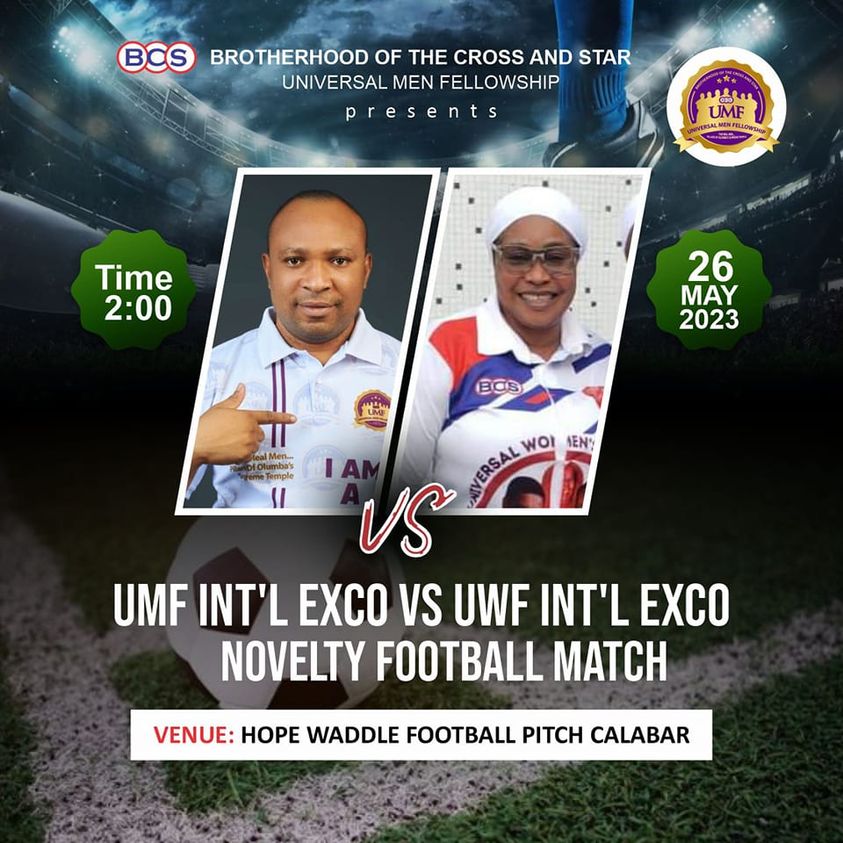 BCS BROTHERHOOD OF THE CROSS AND STAR
UNIVERSAL MEN FELLOWSHIP
presents
UMF
UNIVERSAL MEN FELLOWSHIP
Time
2:00
26
MAY
2023
UMF
BCS
I AM
A
UNIVERSAL WOMEN'S
VS
UMF INT'L EXCO VS UWF INT'L EXCO
NOVELTY FOOTBALL MATCH
VENUE: HOPE WADDLE FOOTBALL PITCH CALABAR